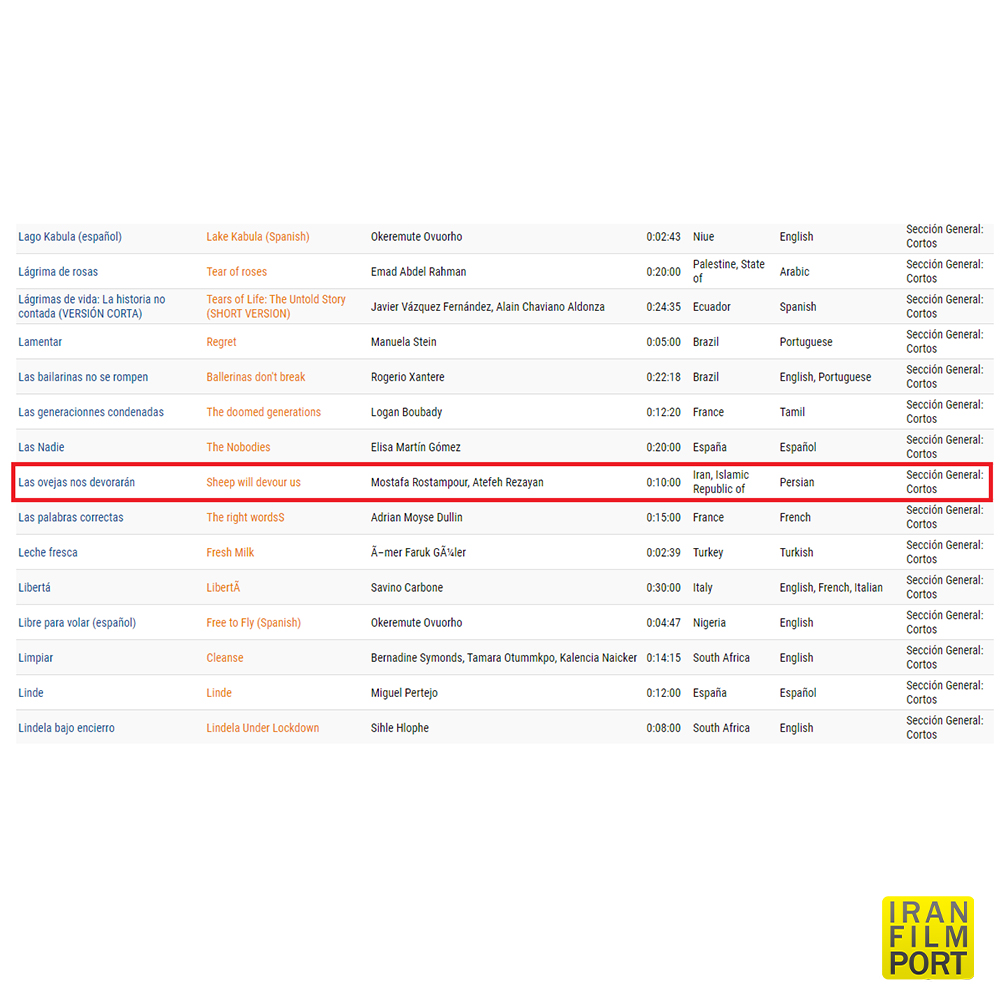 Lago Kabula (español) Lake Kabula (Spanish) Okeremute Ovuorho 0:02:43 Niue English Sección General: Cortos
Lágrima de rosas Tear of roses Emad Abdel Rahman 0:20:00 Palestine, State of Arabic Sección General: Cortos
Lágrimas de vida: La historia no contada (VERSIÓN CORTA) Tears of Life: The Untold Story (SHORT VERSION) Javier Vázquez Fernández, Alain Chaviano Aldonza 0:24:35 Ecuador Spanish Sección General: Cortos
Lamentar Regret Manuela Stein 0:05:00 Brazil Portuguese Sección General: Cortos
Las bailarinas no se rompen Ballerinas don't break Rogerio Xantere 0:22:18 Brazil English, Portuguese Sección General: Cortos
Las generacionnes condenadas The doomed generations Logan Boubady 0:12:20 France Tamil Sección General: Cortos
Las Nadie The Nobodies Elisa Martín Gómez 0:20:00 España Español Sección General: Cortos
Las ovejas nos devorarán Sheep will devour us Mostafa Rostampour, Atefeh Rezayan 0:10:00 Iran, Islamic Republic of Persian Sección General: Cortos
Las palabras correctas The right wordsS Adrian Moyse Dullin 0:15:00 France French Sección General: Cortos
Leche fresca Fresh Milk Ã–mer Faruk GÃ¼ler 0:02:39 Turkey Turkish Sección General: Cortos
Libertá LibertÃ Savino Carbone 0:30:00 Italy English, French, Italian Sección General: Cortos
Libre para volar (español) Free to Fly (Spanish) Okeremute Ovuorho 0:04:47 Nigeria English Sección General: Cortos
Limpiar Cleanse Bernadine Symonds, Tamara Otummkpo, Kalencia Naicker 0:14:15 South Africa English Sección General: Cortos
Linde Linde Miguel Pertejo 0:12:00 España Español Sección General: Cortos
Lindela bajo encierro Lindela Under Lockdown Sihle Hlophe 0:08:00 South Africa English Sección General: Cortos
IRAN
FILM
PORT